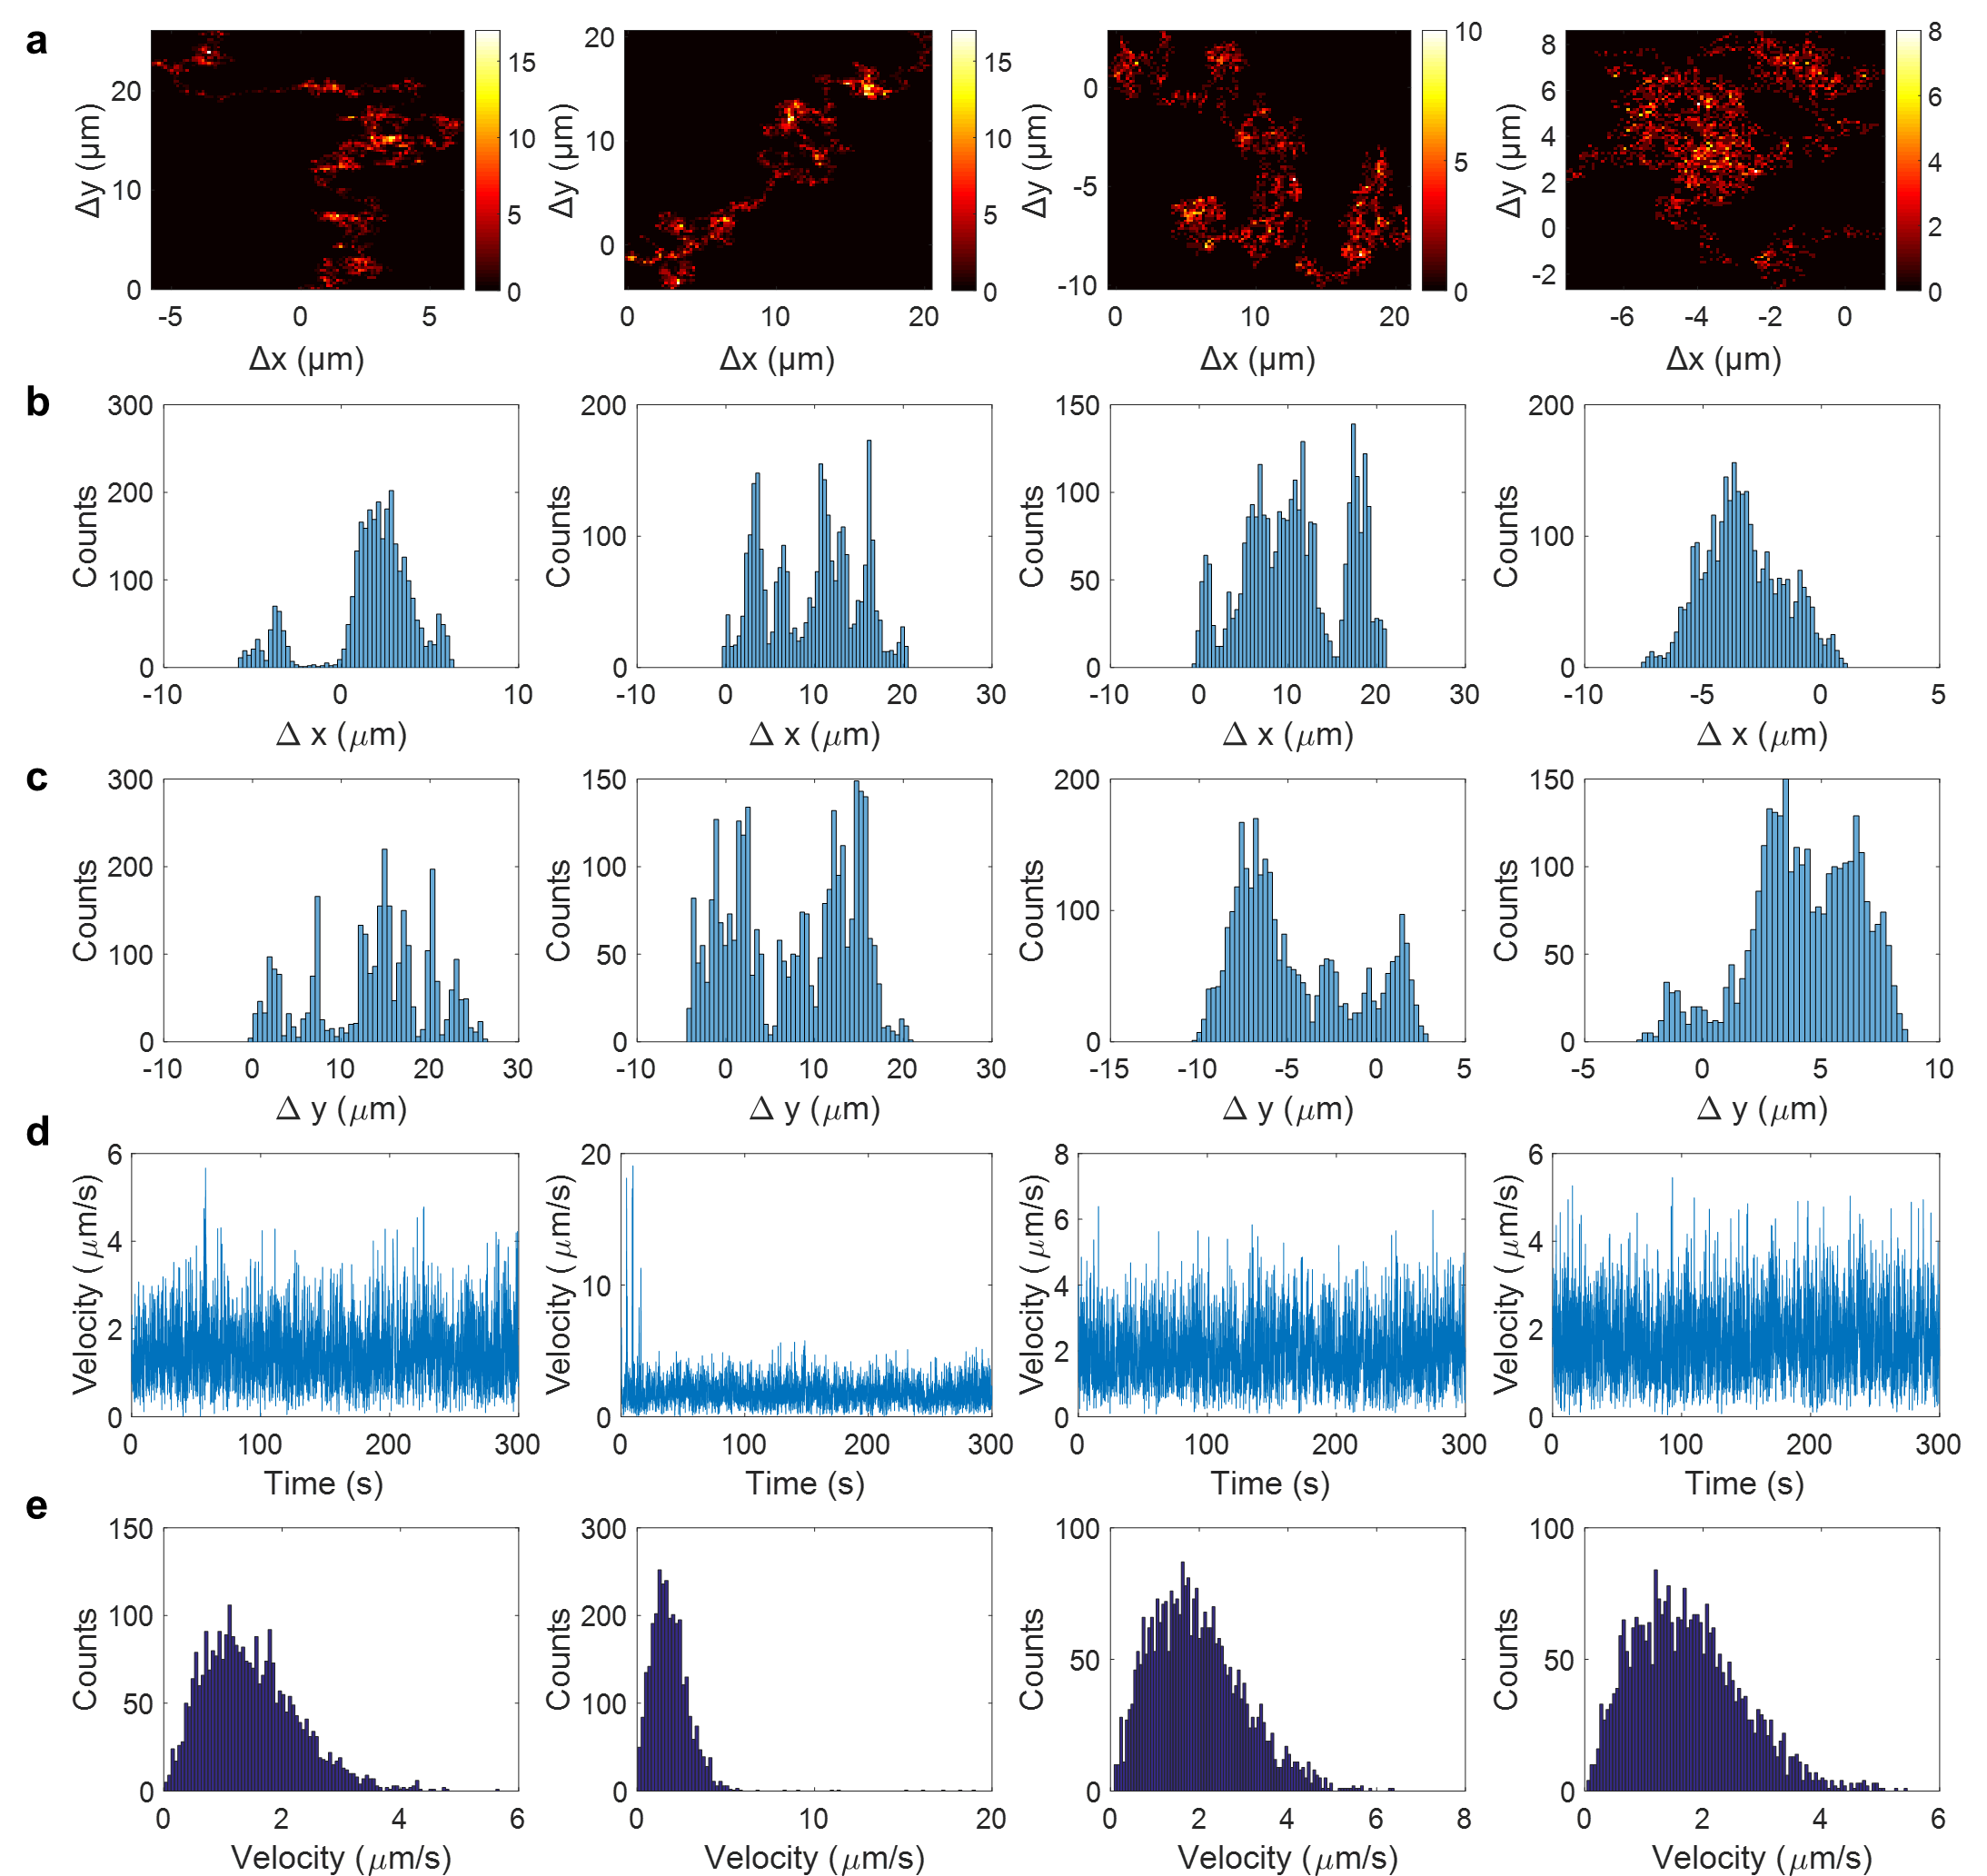 a
20
10
0
Δy (µm)
-5 0 5
Δx (µm)
15
10
5
0
20
10
0
Δy (µm)
0 10 20
Δx (µm)
15
10
5
0
0
-5
-10
Δy (µm)
0 10 20
Δx (µm)
10
5
0
8
6
4
2
0
-2
Δy (µm)
-6 -4 -2 0
Δx (µm)
8
6
4
2
0
b
300
200
100
0
Counts
-10 0 10
Δ x (μm)
200
100
0
Counts
-10 0 10 20 30
Δ x (μm)
150
100
50
0
Counts
-10 0 10 20 30
Δ x (μm)
200
100
0
Counts
-10 -5 0 5
Δ x (μm)
c
300
200
100
0
Counts
-10 0 10 20 30
Δ y (μm)
150
100
50
0
Counts
-10 0 10 20 30
Δ y (μm)
200
100
0
Counts
-15 -10 -5 0 5
Δ y (μm)
150
100
50
0
Counts
-5 0 5 10
Δ y (μm)
d
6
4
2
0
Velocity ( μm/s)
0 100 200 300
Time (s)
20
10
0
Velocity ( μm/s)
0 100 200 300
Time (s)
8
6
4
2
0
Velocity ( μm/s)
0 100 200 300
Time (s)
6
4
2
0
Velocity ( μm/s)
0 100 200 300
Time (s)
e
150
100
50
0
Counts
0 2 4 6
Velocity (μm/s)
300
200
100
0
Counts
0 10 20
Velocity (μm/s)
100
50
0
Counts
0 2 4 6 8
Velocity (μm/s)
100
50
0
Counts
0 2 4 6
Velocity (μm/s)